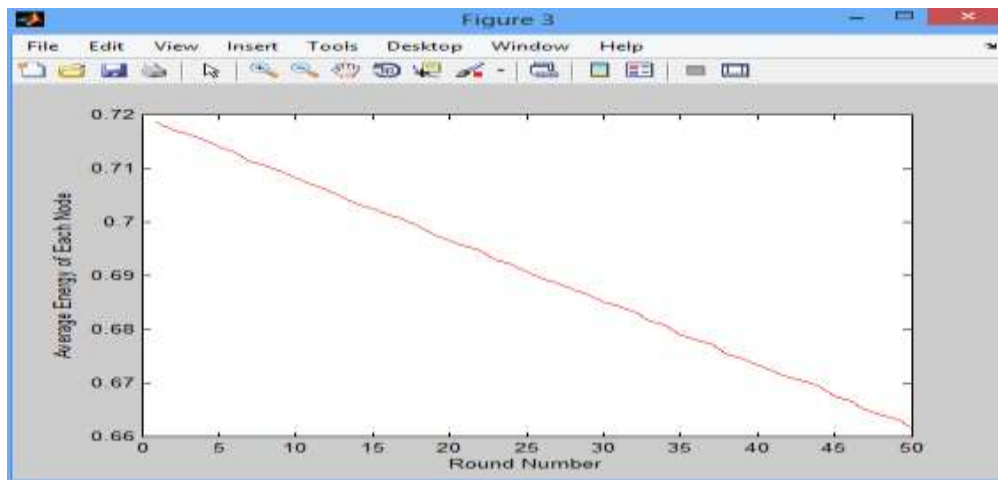 Figure 3
File Edit View Insert Tools Desktop Window Help
0.72
0.71
0.7
0.69
0.68
0.67
0.66
Average Energy of Each Node
0 5 10 15 20 25 30 35 40 45 50
Round Number